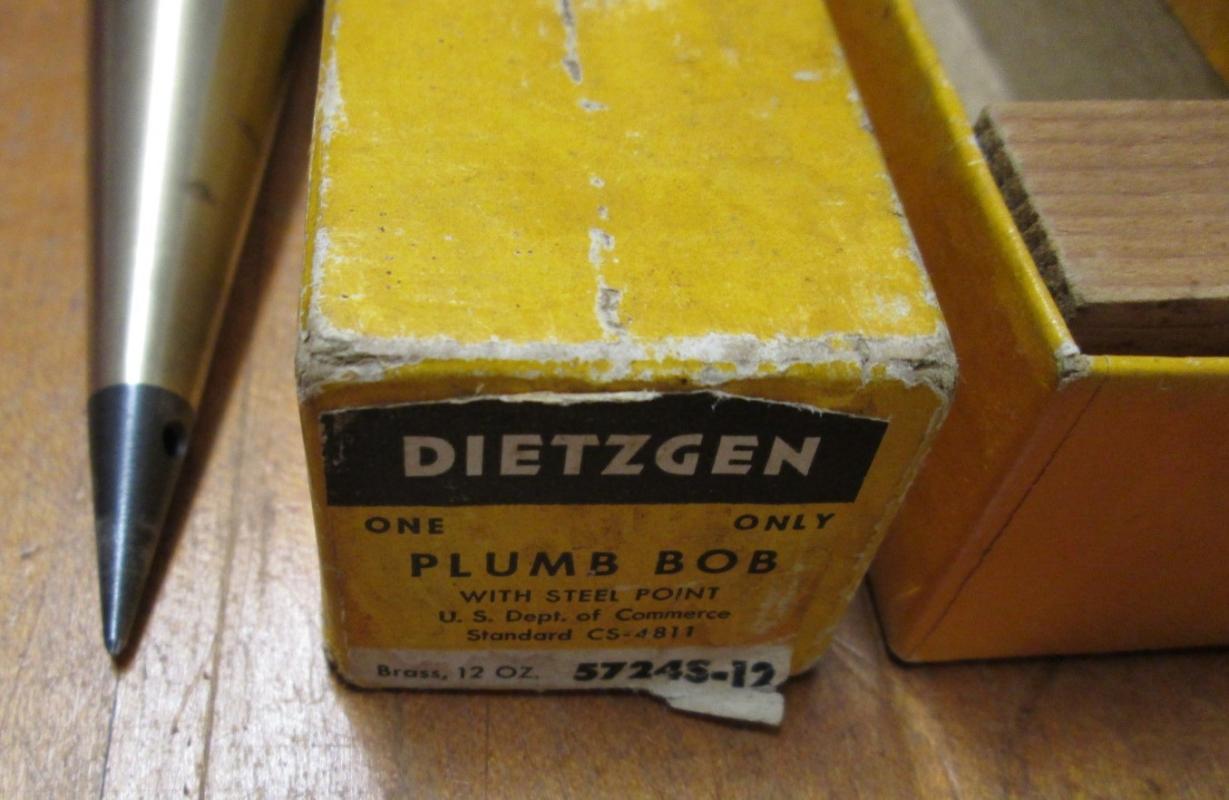 DIETZGEN
ONE ONLY
PLUMB BOB
WITH STEEL POINT
U. S. Dept. of Commerce
Standard CS-4811
Brass, 12 OZ. 5724S-12